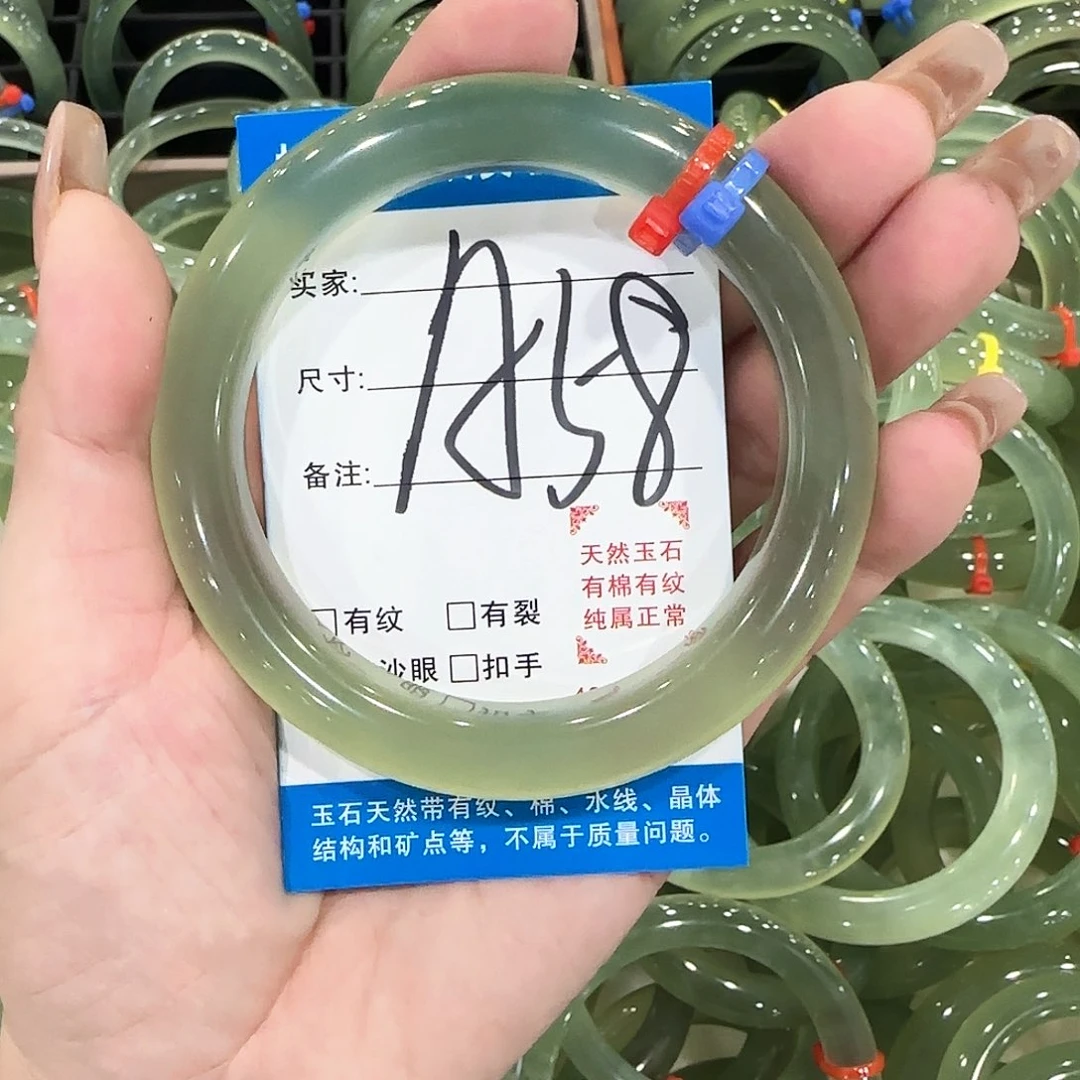 买家:
A58
尺寸:
备注:
天然玉石
有棉有纹
纯属正常
□有纹 □有裂
沙眼 □扣手
玉石天然带有纹、棉、水线、晶体
结构和矿点等，不属于质量问题。